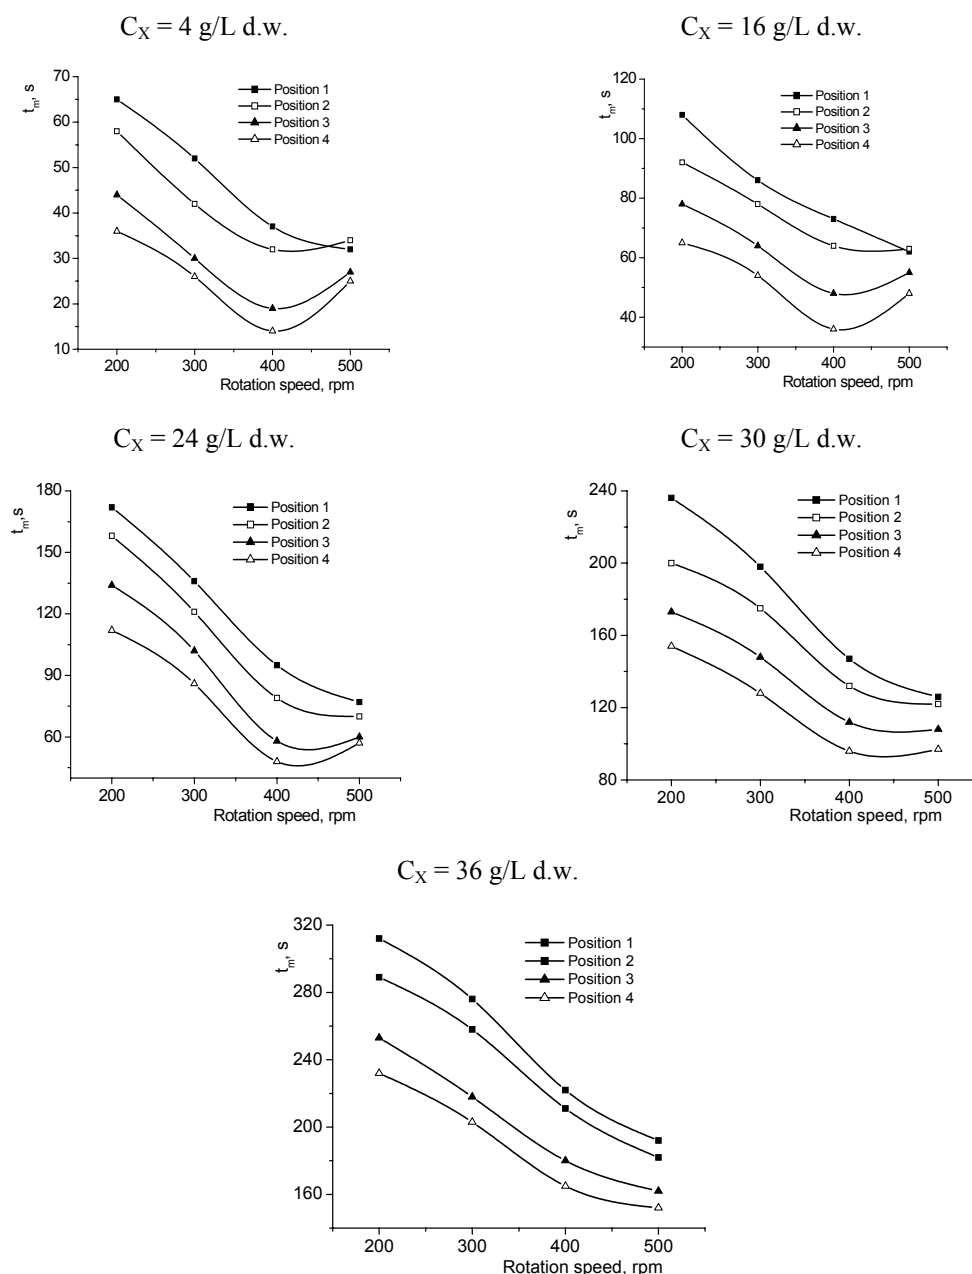 C_X = 4 g/L d.w.
C_X = 16 g/L d.w.
t_m, s
70
60
50
40
30
20
10
200 300 400 500
Rotation speed, rpm
Position 1
Position 2
Position 3
Position 4
t_m, s
120
100
80
60
40
200 300 400 500
Rotation speed, rpm
Position 1
Position 2
Position 3
Position 4
C_X = 24 g/L d.w.
C_X = 30 g/L d.w.
t_m, s
180
150
120
90
60
200 300 400 500
Rotation speed, rpm
Position 1
Position 2
Position 3
Position 4
t_m, s
240
200
160
120
80
200 300 400 500
Rotation speed, rpm
Position 1
Position 2
Position 3
Position 4
C_X = 36 g/L d.w.
t_m, s
320
280
240
200
160
200 300 400 500
Rotation speed, rpm
Position 1
Position 2
Position 3
Position 4